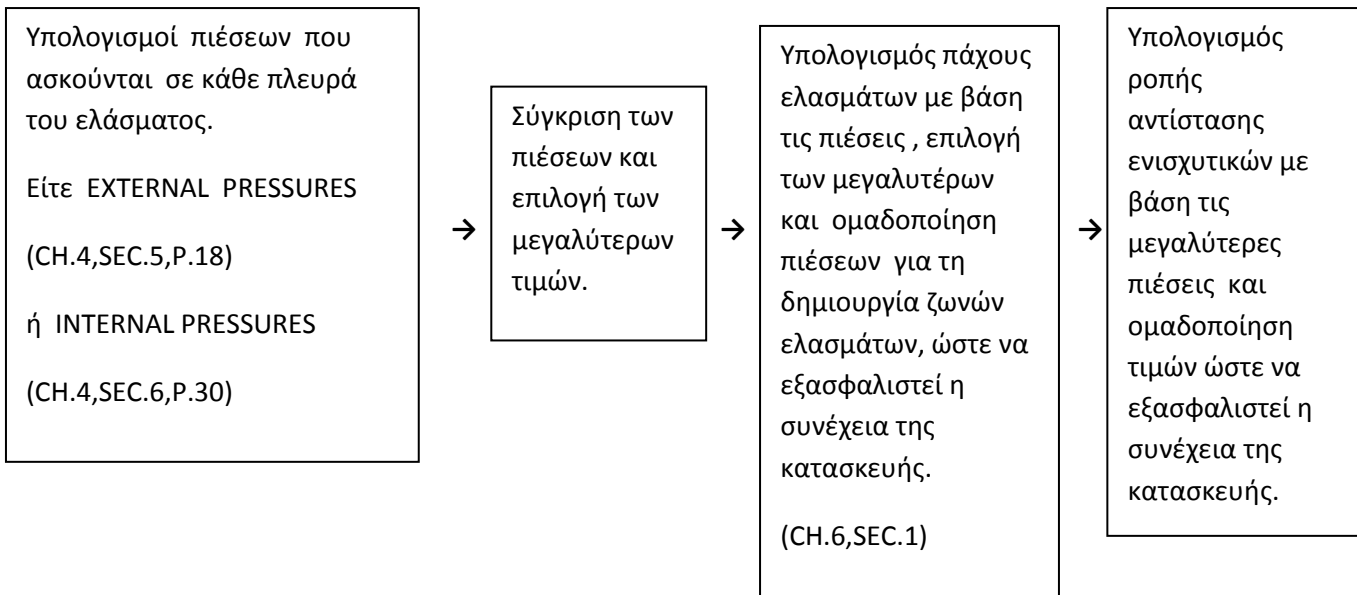 Υπολογισμοί πιέσεων που
ασκούνται σε κάθε πλευρά
του ελάσματος.
Είτε EXTERNAL PRESSURES
(CH.4,SEC.5,P.18)
ή INTERNAL PRESSURES
(CH.4,SEC.6,P.30)
→
Σύγκριση των
πιέσεων και
επιλογή των
μεγαλύτερων
τιμών.
→
Υπολογισμός πάχους
ελασμάτων με βάση
τις πιέσεις , επιλογή
των μεγαλυτέρων
και ομαδοποίηση
πιέσεων για τη
δημιουργία ζωνών
ελασμάτων, ώστε να
εξασφαλιστεί η
συνέχεια της
κατασκευής.
(CH.6,SEC.1)
→
Υπολογισμός
ροπής
αντίστασης
ενισχυτικών με
βάση τις
μεγαλύτερες
πιέσεις και
ομαδοποίηση
τιμών ώστε να
εξασφαλιστεί η
συνέχεια της
κατασκευής.